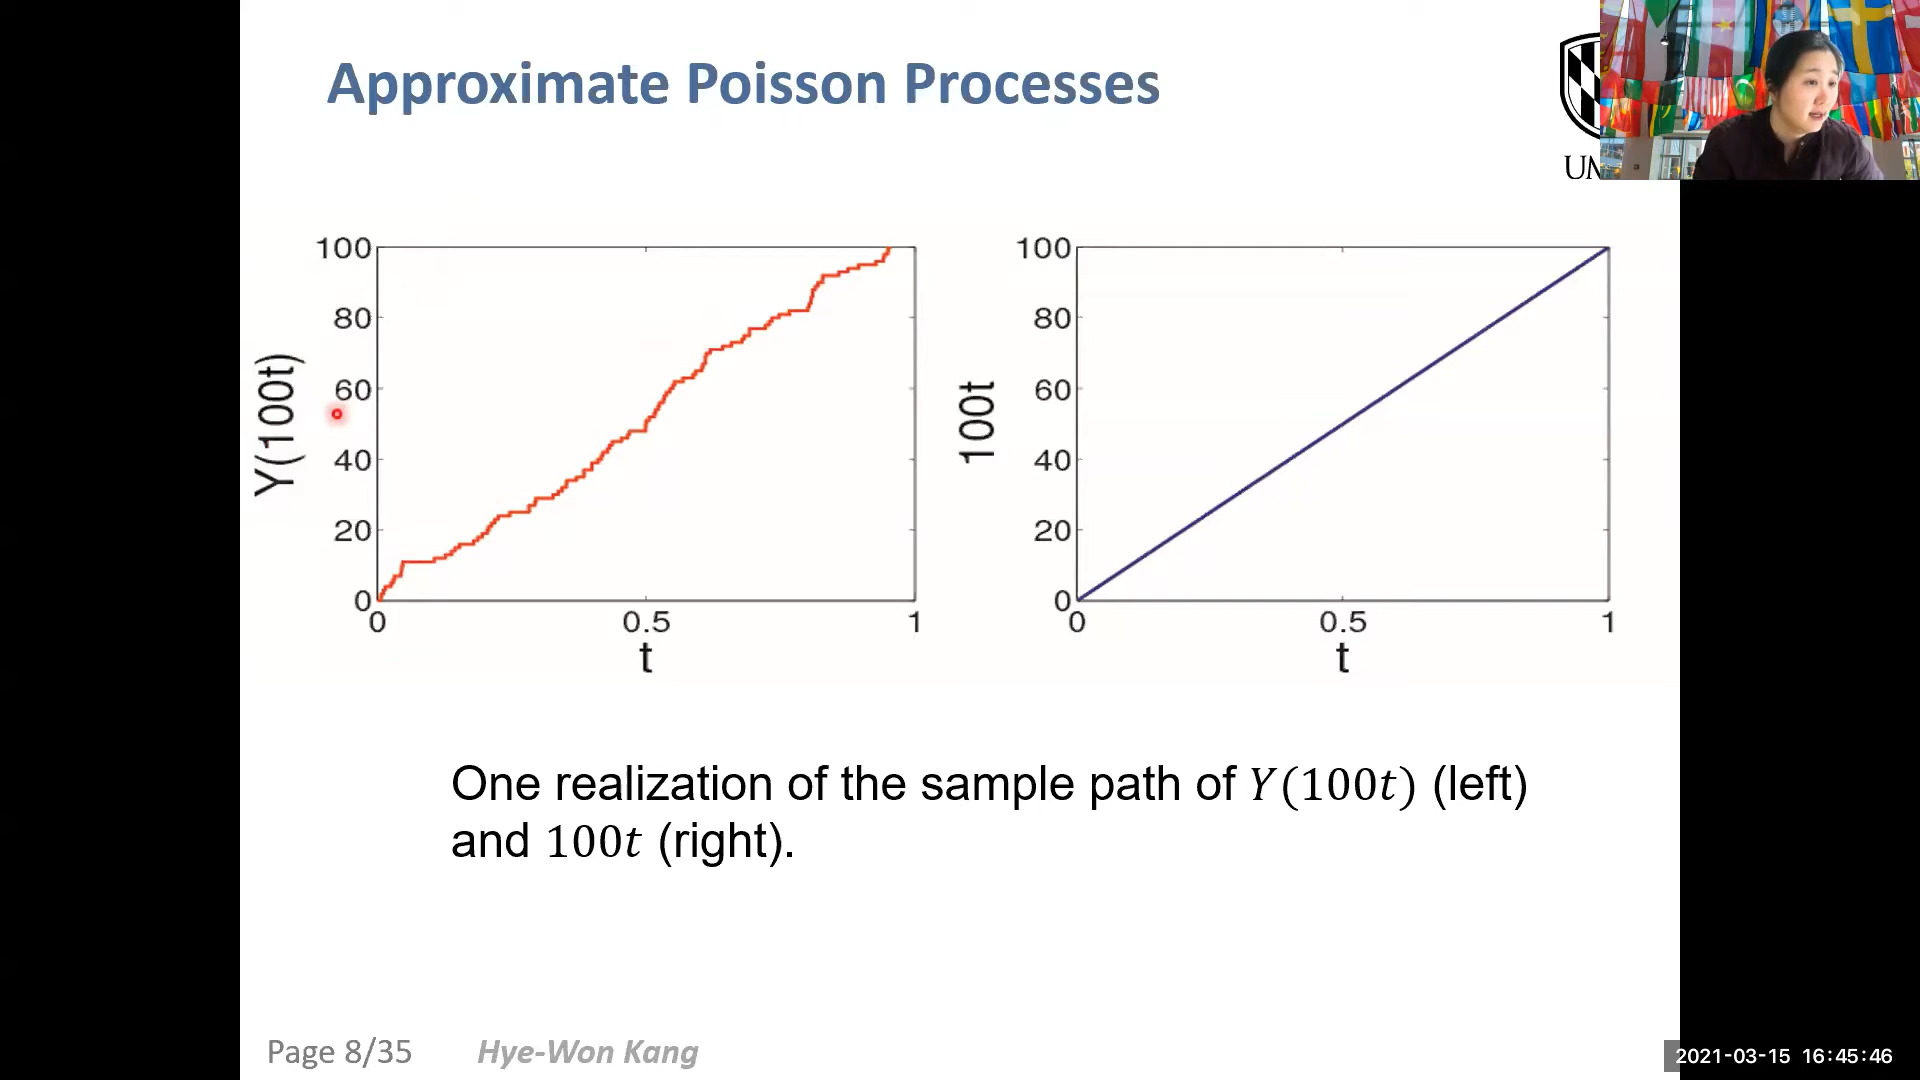 Approximate Poisson Processes
UM
100
80
60
40
20
0
0 0.5 1
t
Y(100t)
100
80
60
40
20
0
0 0.5 1
t
100t
One realization of the sample path of Y(100t) (left)
and 100t (right).
Page 8/35 Hye-Won Kang
2021-03-15 16:45:46